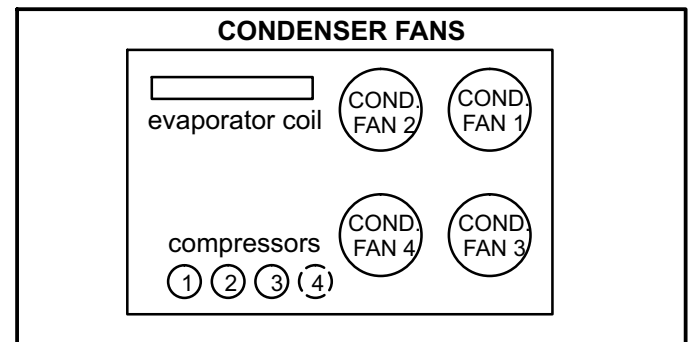 CONDENSER FANS
evaporator coil
COND.
FAN 2
COND.
FAN 1
compressors
1 2 3 4
COND.
FAN 4
COND.
FAN 3